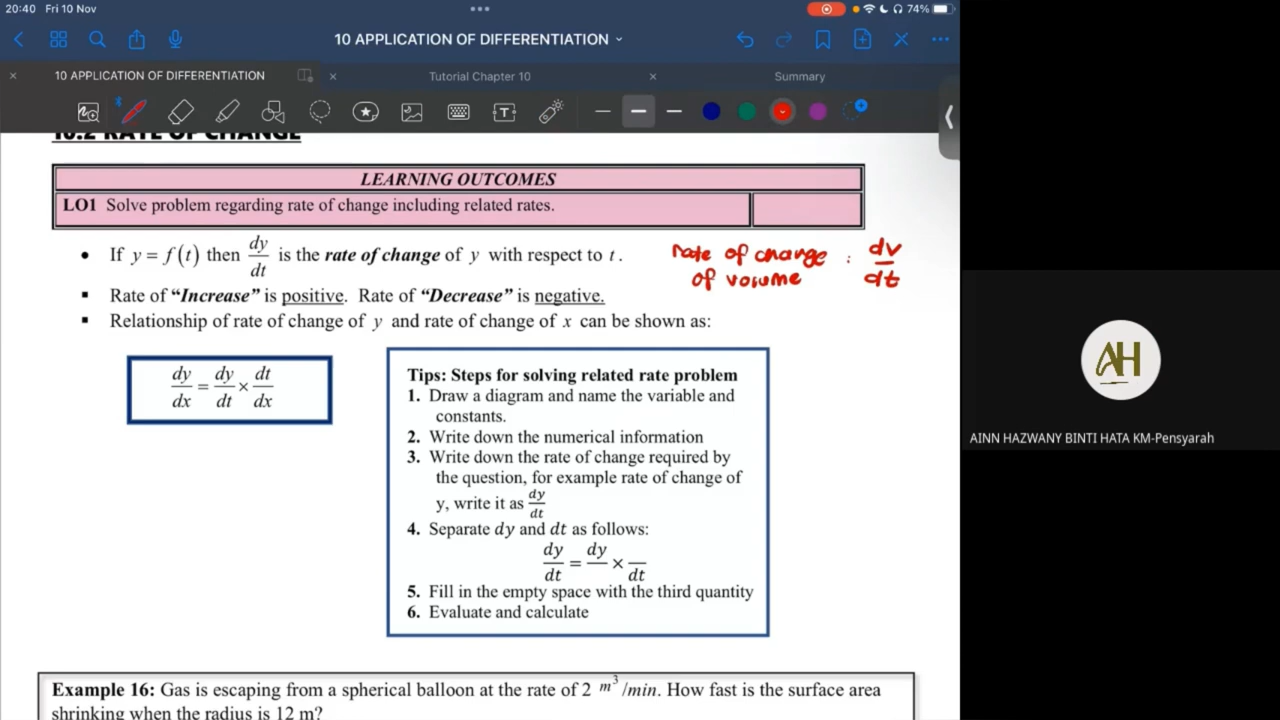 20:40 Fri 10 Nov
74%
10 APPLICATION OF DIFFERENTIATION
10 APPLICATION OF DIFFERENTIATION
Tutorial Chapter 10
Summary
10.2 RATE OF CHANGE
LEARNING OUTCOMES
LO1 Solve problem regarding rate of change including related rates.
• If y = f(t) then dy/dt is the rate of change of y with respect to t.
rate of change of volume : dv/dt
▪ Rate of “Increase” is positive. Rate of “Decrease” is negative.
▪ Relationship of rate of change of y and rate of change of x can be shown as:
dy/dx = dy/dt × dt/dx
Tips: Steps for solving related rate problem
1. Draw a diagram and name the variable and
constants.
2. Write down the numerical information
3. Write down the rate of change required by
the question, for example rate of change of
y, write it as dy/dt
4. Separate dy and dt as follows:
dy/dt = dy/ × /dt
5. Fill in the empty space with the third quantity
6. Evaluate and calculate
Example 16: Gas is escaping from a spherical balloon at the rate of 2 m³/min. How fast is the surface area
shrinking when the radius is 12 m?
AH
AINN HAZWANY BINTI HATA KM-Pensyarah